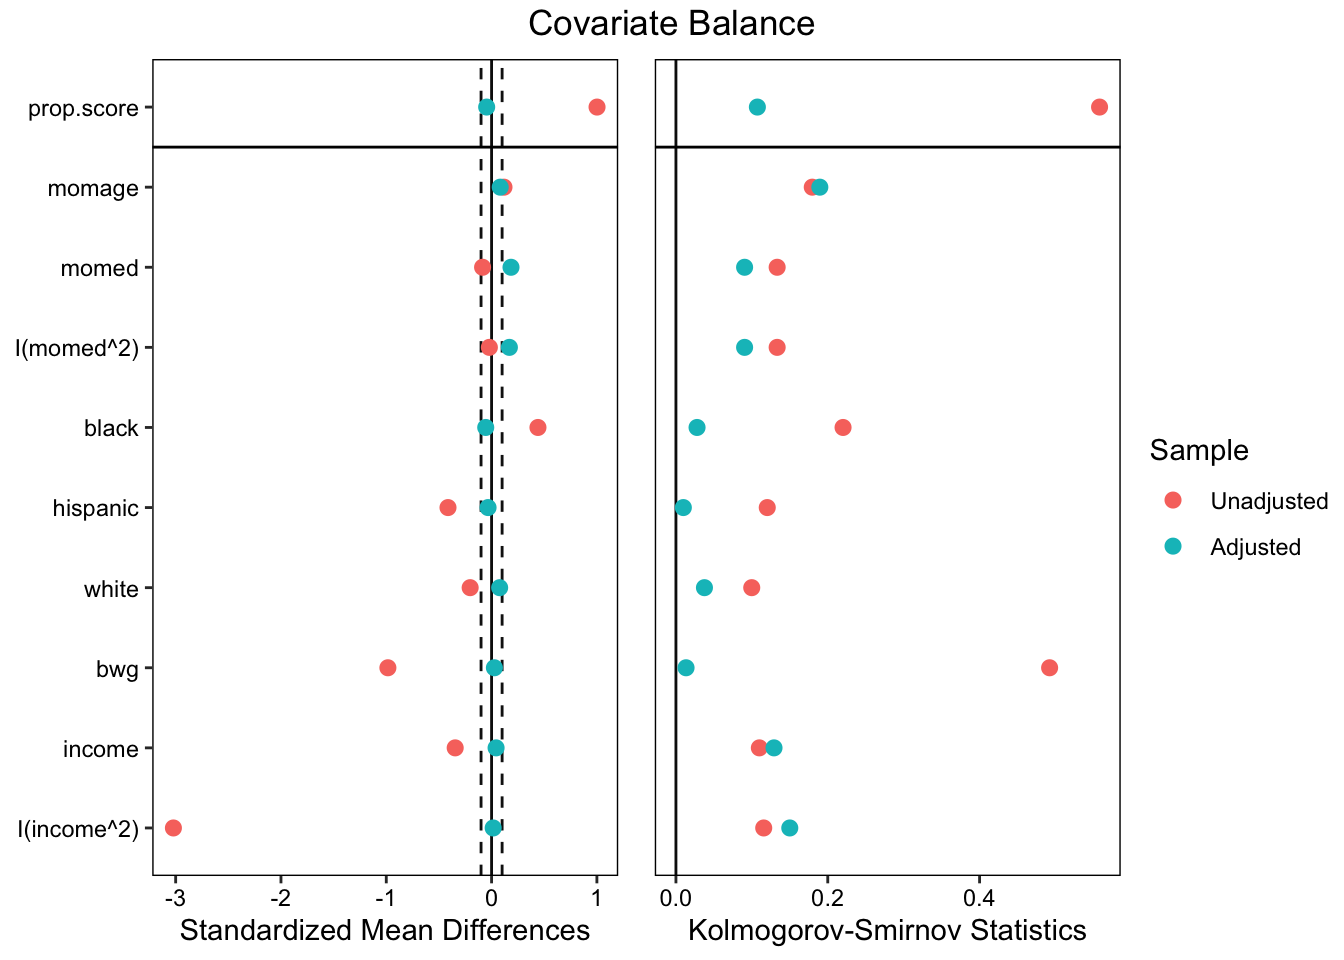 Covariate Balance
prop.score
momage
momed
I(momed^2)
black
hispanic
white
bwg
income
I(income^2)
-3 -2 -1 0 1
Standardized Mean Differences
0.0 0.2 0.4
Kolmogorov-Smirnov Statistics
Sample
Unadjusted
Adjusted